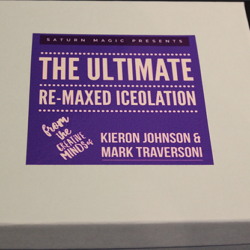 SATURN MAGIC PRESENTS
THE ULTIMATE
RE-MAXED ICEOLATION
from
the
CREATIVE
MINDS of
KIERON JOHNSON &
MARK TRAVERSONI